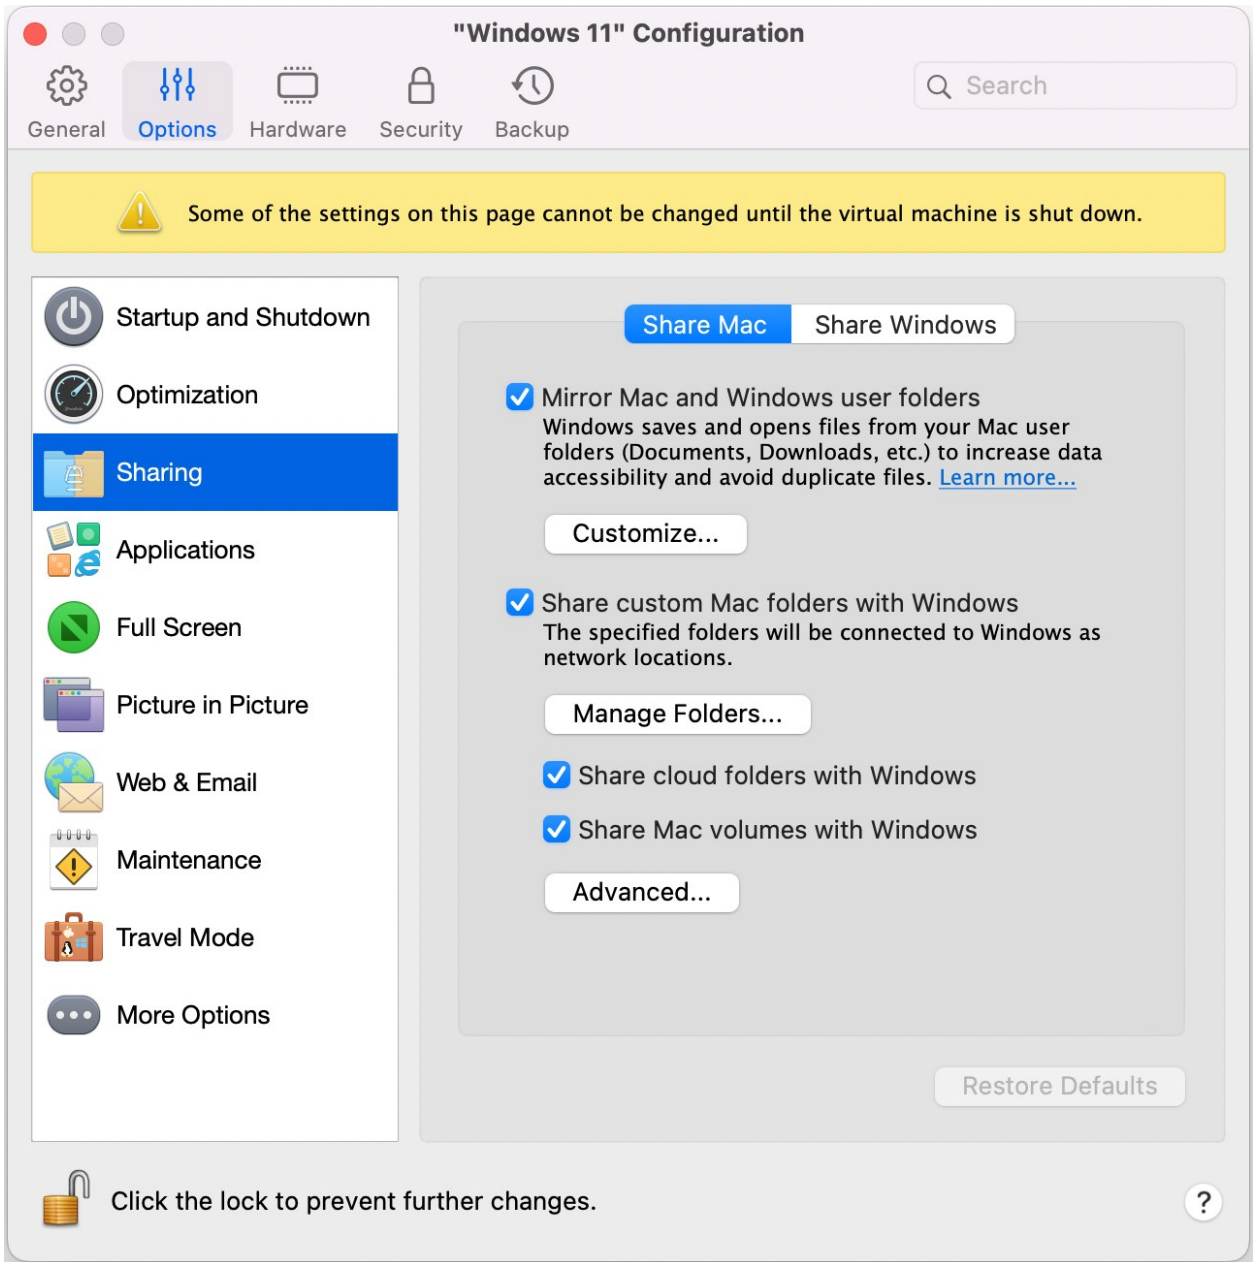 "Windows 11" Configuration
General
Options
Hardware
Security
Backup
Search
Some of the settings on this page cannot be changed until the virtual machine is shut down.
Startup and Shutdown
Optimization
Sharing
Applications
Full Screen
Picture in Picture
Web & Email
Maintenance
Travel Mode
More Options
Share Mac
Share Windows
Mirror Mac and Windows user folders
Windows saves and opens files from your Mac user
folders (Documents, Downloads, etc.) to increase data
accessibility and avoid duplicate files. Learn more...
Customize...
Share custom Mac folders with Windows
The specified folders will be connected to Windows as
network locations.
Manage Folders...
Share cloud folders with Windows
Share Mac volumes with Windows
Advanced...
Restore Defaults
Click the lock to prevent further changes.
?